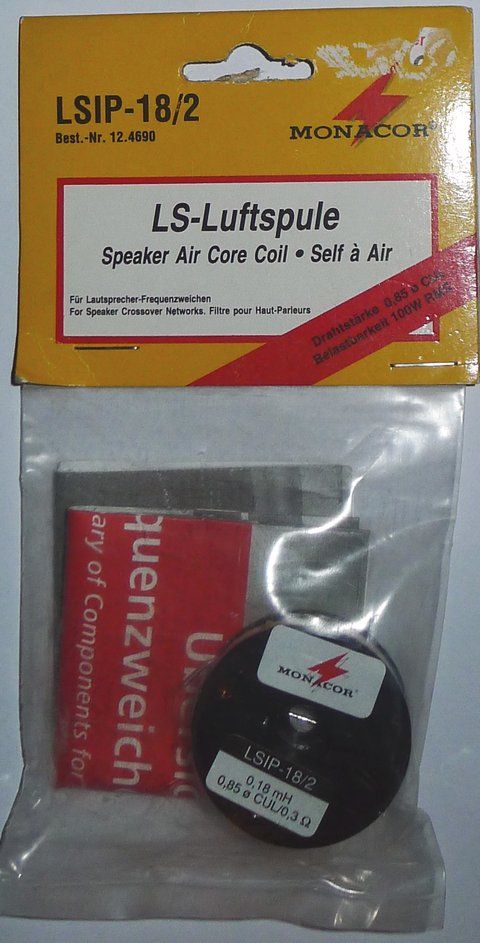 LSIP-18/2
Best.-Nr. 12.4690
MONACOR®
LS-Luftspule
Speaker Air Core Coil • Self à Air
Für Lautsprecher-Frequenzweichen
For Speaker Crossover Networks. Filtre pour Haut-Parleurs
Drahtstärke 0,85 ø CUL
Belastbarkeit 100W RMS
quenzweich
ary of Components for
MONACOR®
LSIP-18/2
0,18 mH
0,85 ø CUL/0,3 Ω